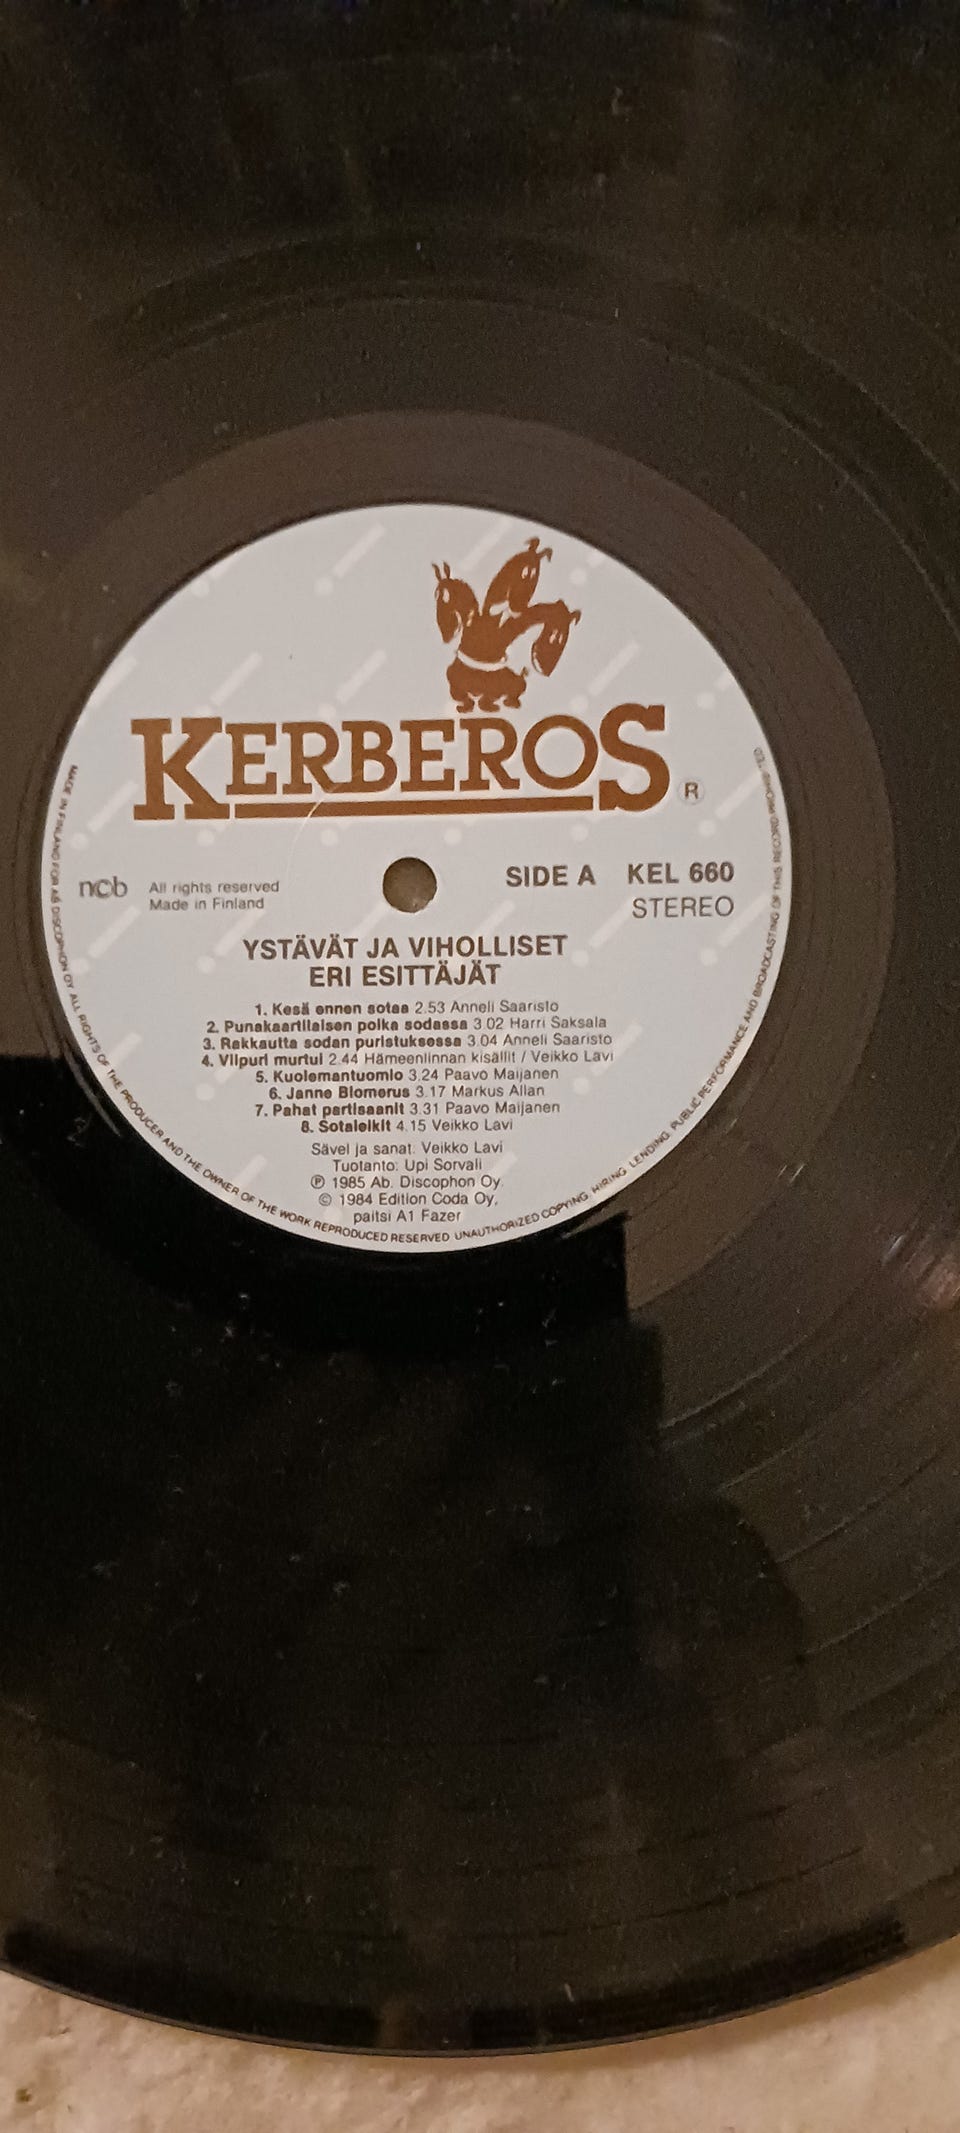 KERBEROS
R
ncb
All rights reserved
Made in Finland
SIDE A KEL 660
STEREO
YSTÄVÄT JA VIHOLLISET
ERI ESITTÄJÄT
1. Kesä ennen sotaa 2.53 Anneli Saaristo
2. Punakaartilaisen polka sodassa 3.02 Harri Saksala
3. Rakkautta sodan puristuksessa 3.04 Anneli Saaristo
4. Viipuri murtui 2.44 Hämeenlinnan kisällit / Veikko Lavi
5. Kuolemantuomio 3.24 Paavo Maijanen
6. Janne Blomerus 3.17 Markus Allan
7. Pahat partisaanit 3.31 Paavo Maijanen
8. Sotaleikit 4.15 Veikko Lavi
Sävel ja sanat: Veikko Lavi
Tuotanto: Upi Sorvali
℗ 1985 Ab. Discophon Oy.
© 1984 Edition Coda Oy,
paitsi A1 Fazer
MADE IN FINLAND FOR AB DISCOPHON OY ALL RIGHTS OF THE PRODUCER AND THE OWNER OF THE WORK REPRODUCED RESERVED UNAUTHORIZED COPYING, HIRING, LENDING, PUBLIC PERFORMANCE AND BROADCASTING OF THIS RECORD